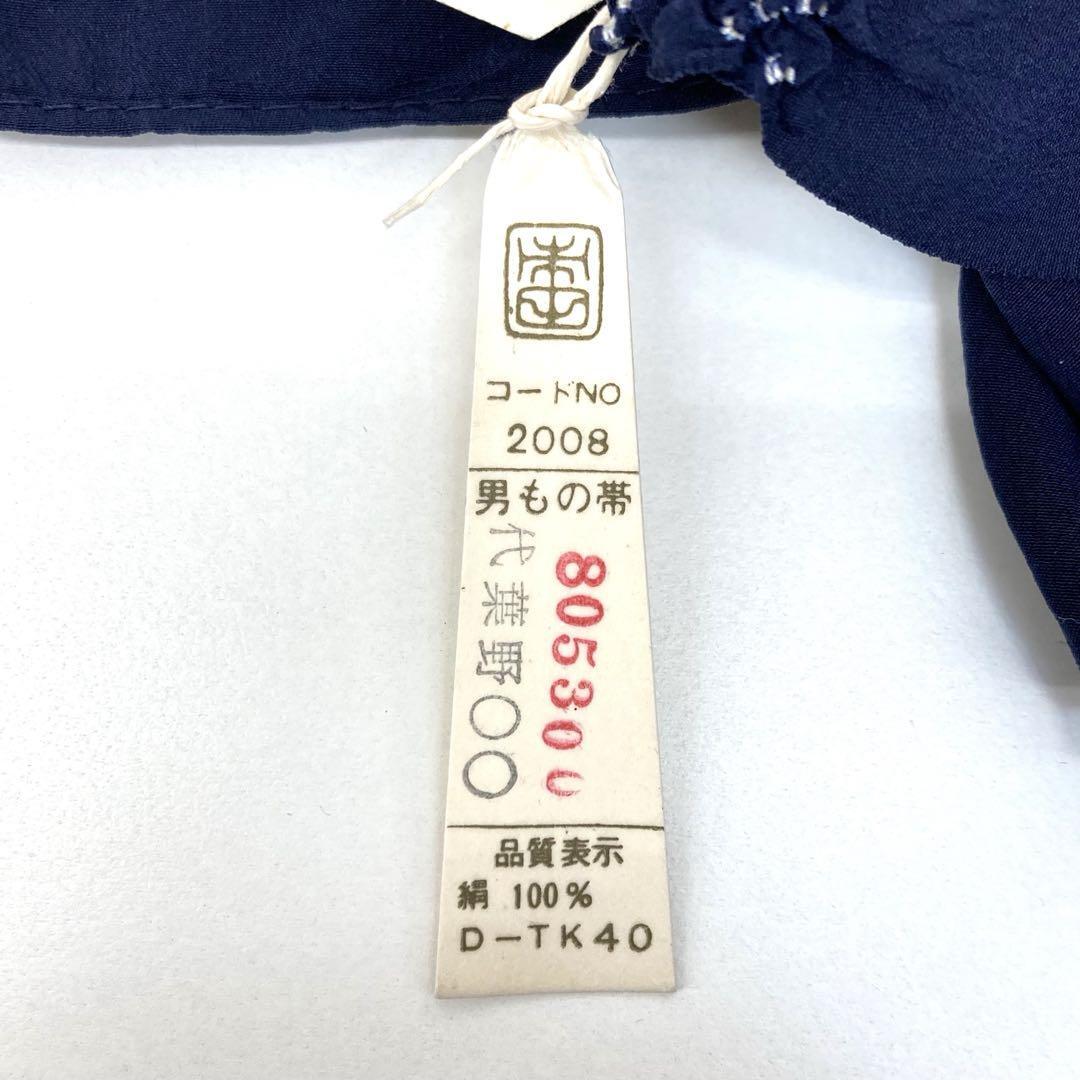 コードNO
2008
男もの帯
代葉野〇〇
80530
品質表示
絹 100%
D-TK40